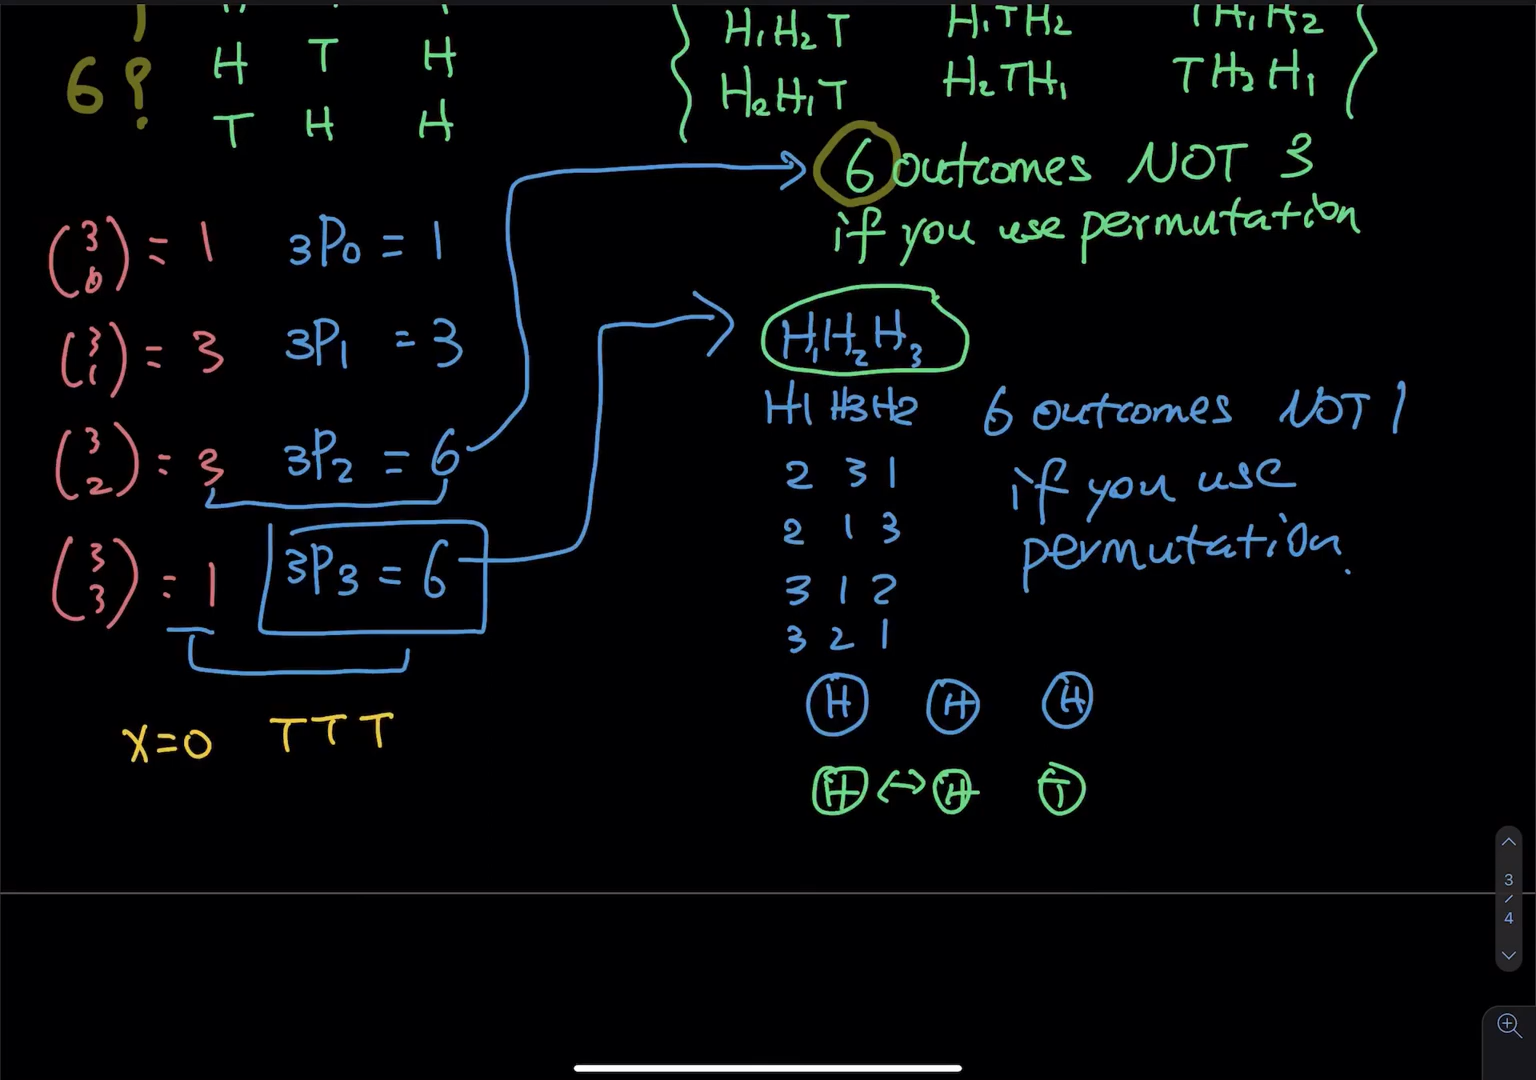 6?
H T H
T H H
H₁H₂T H₁TH₂ TH₁H₂
H₂H₁T H₂TH₁ TH₂H₁
6 outcomes NOT 3
if you use permutation
(3 0) = 1 3P0 = 1
(3 1) = 3 3P1 = 3
(3 2) = 3 3P2 = 6
(3 3) = 1 3P3 = 6
X=0 T T T
H₁H₂H₃
H1 H3 H2
2 3 1
2 1 3
3 1 2
3 2 1
6 outcomes NOT 1
if you use
permutation.
H H H
H ↔ H T
3
/
4